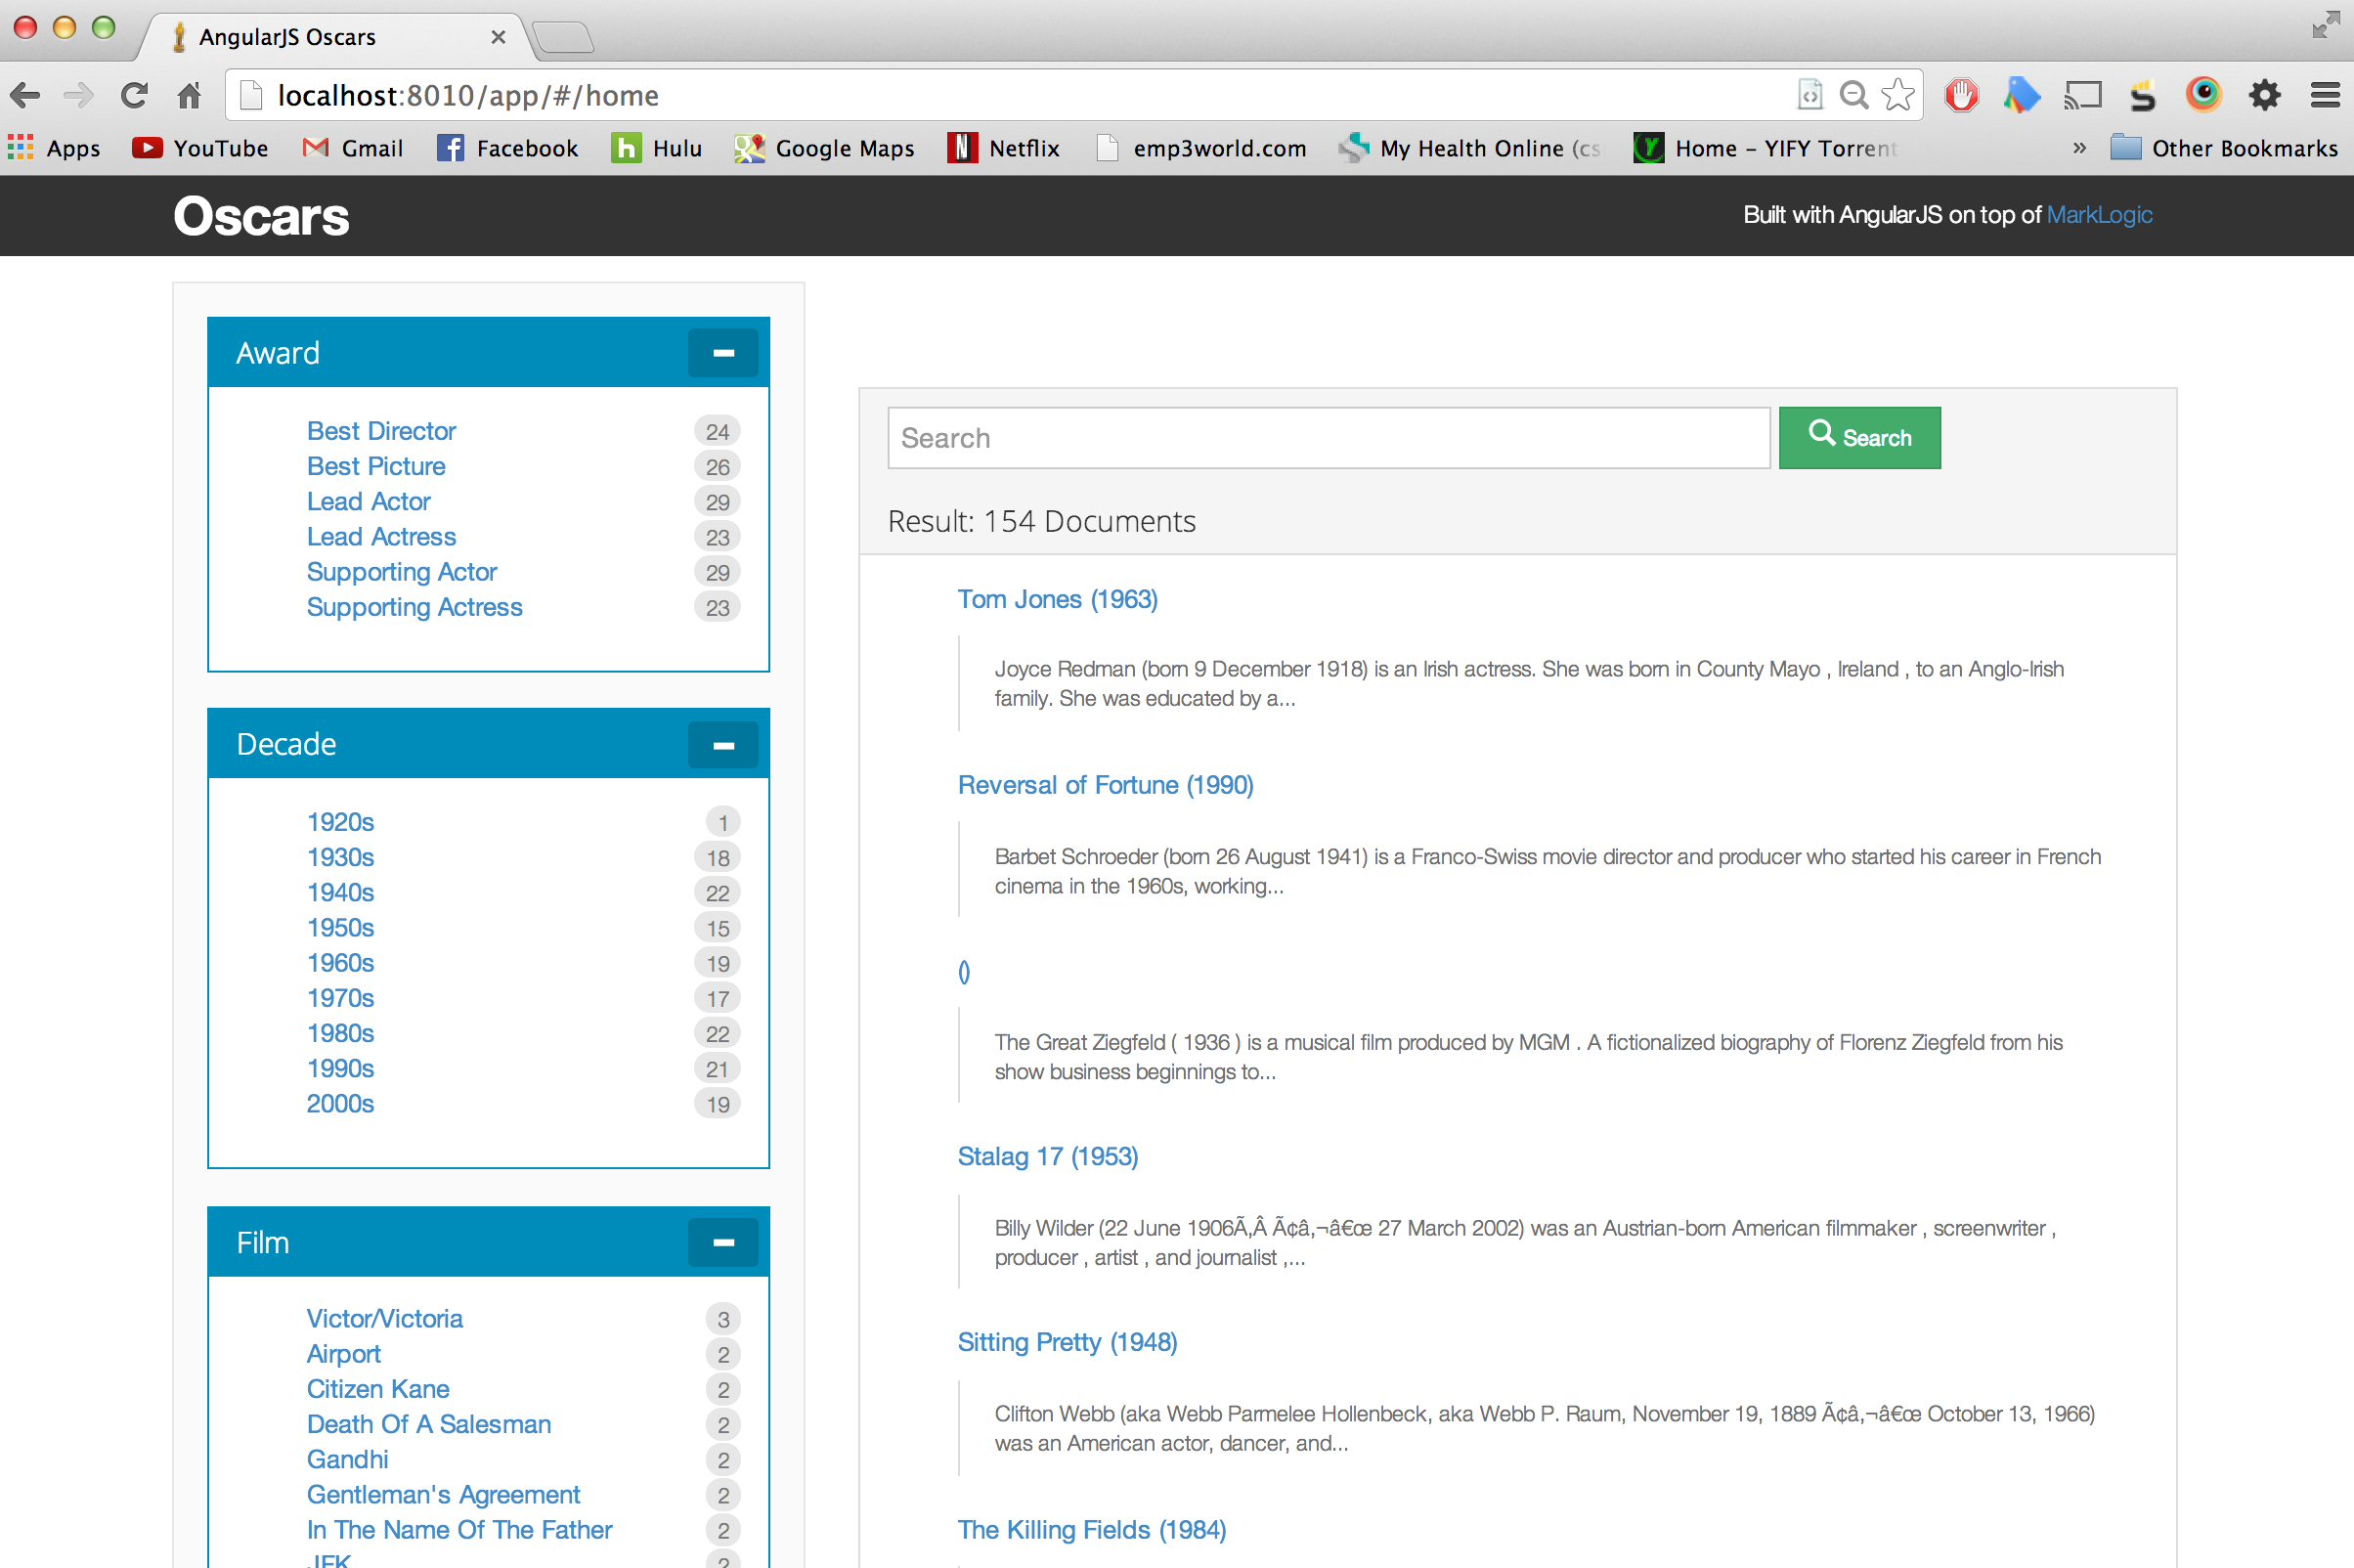 AngularJS Oscars
localhost:8010/app/#/home
Apps YouTube Gmail Facebook Hulu Google Maps Netflix emp3world.com My Health Online (cs Home – YIFY Torrent » Other Bookmarks
Oscars
Built with AngularJS on top of MarkLogic
Award
Best Director 24
Best Picture 26
Lead Actor 29
Lead Actress 23
Supporting Actor 29
Supporting Actress 23
Decade
1920s 1
1930s 18
1940s 22
1950s 15
1960s 19
1970s 17
1980s 22
1990s 21
2000s 19
Film
Victor/Victoria 3
Airport 2
Citizen Kane 2
Death Of A Salesman 2
Gandhi 2
Gentleman's Agreement 2
In The Name Of The Father 2
JFK 2
Search
Search
Result: 154 Documents
Tom Jones (1963)
Joyce Redman (born 9 December 1918) is an Irish actress. She was born in County Mayo , Ireland , to an Anglo-Irish
family. She was educated by a...
Reversal of Fortune (1990)
Barbet Schroeder (born 26 August 1941) is a Franco-Swiss movie director and producer who started his career in French
cinema in the 1960s, working...
()
The Great Ziegfeld ( 1936 ) is a musical film produced by MGM . A fictionalized biography of Florenz Ziegfeld from his
show business beginnings to...
Stalag 17 (1953)
Billy Wilder (22 June 1906Ã‚Â Ã¢â‚¬â€œ 27 March 2002) was an Austrian-born American filmmaker , screenwriter ,
producer , artist , and journalist ,...
Sitting Pretty (1948)
Clifton Webb (aka Webb Parmelee Hollenbeck, aka Webb P. Raum, November 19, 1889 Ã¢â‚¬â€œ October 13, 1966)
was an American actor, dancer, and...
The Killing Fields (1984)